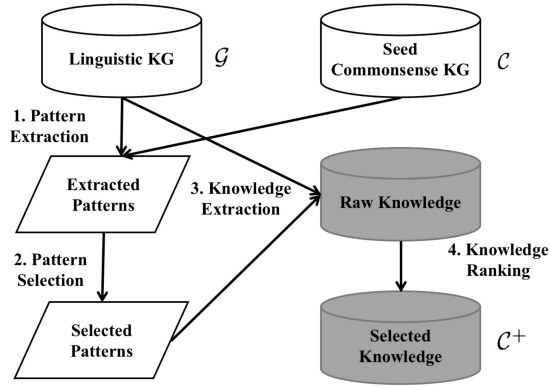 Linguistic KG
𝒢
Seed
Commonsense KG
𝒞
1. Pattern
Extraction
Extracted
Patterns
3. Knowledge
Extraction
Raw Knowledge
2. Pattern
Selection
4. Knowledge
Ranking
Selected
Patterns
Selected
Knowledge
𝒞+